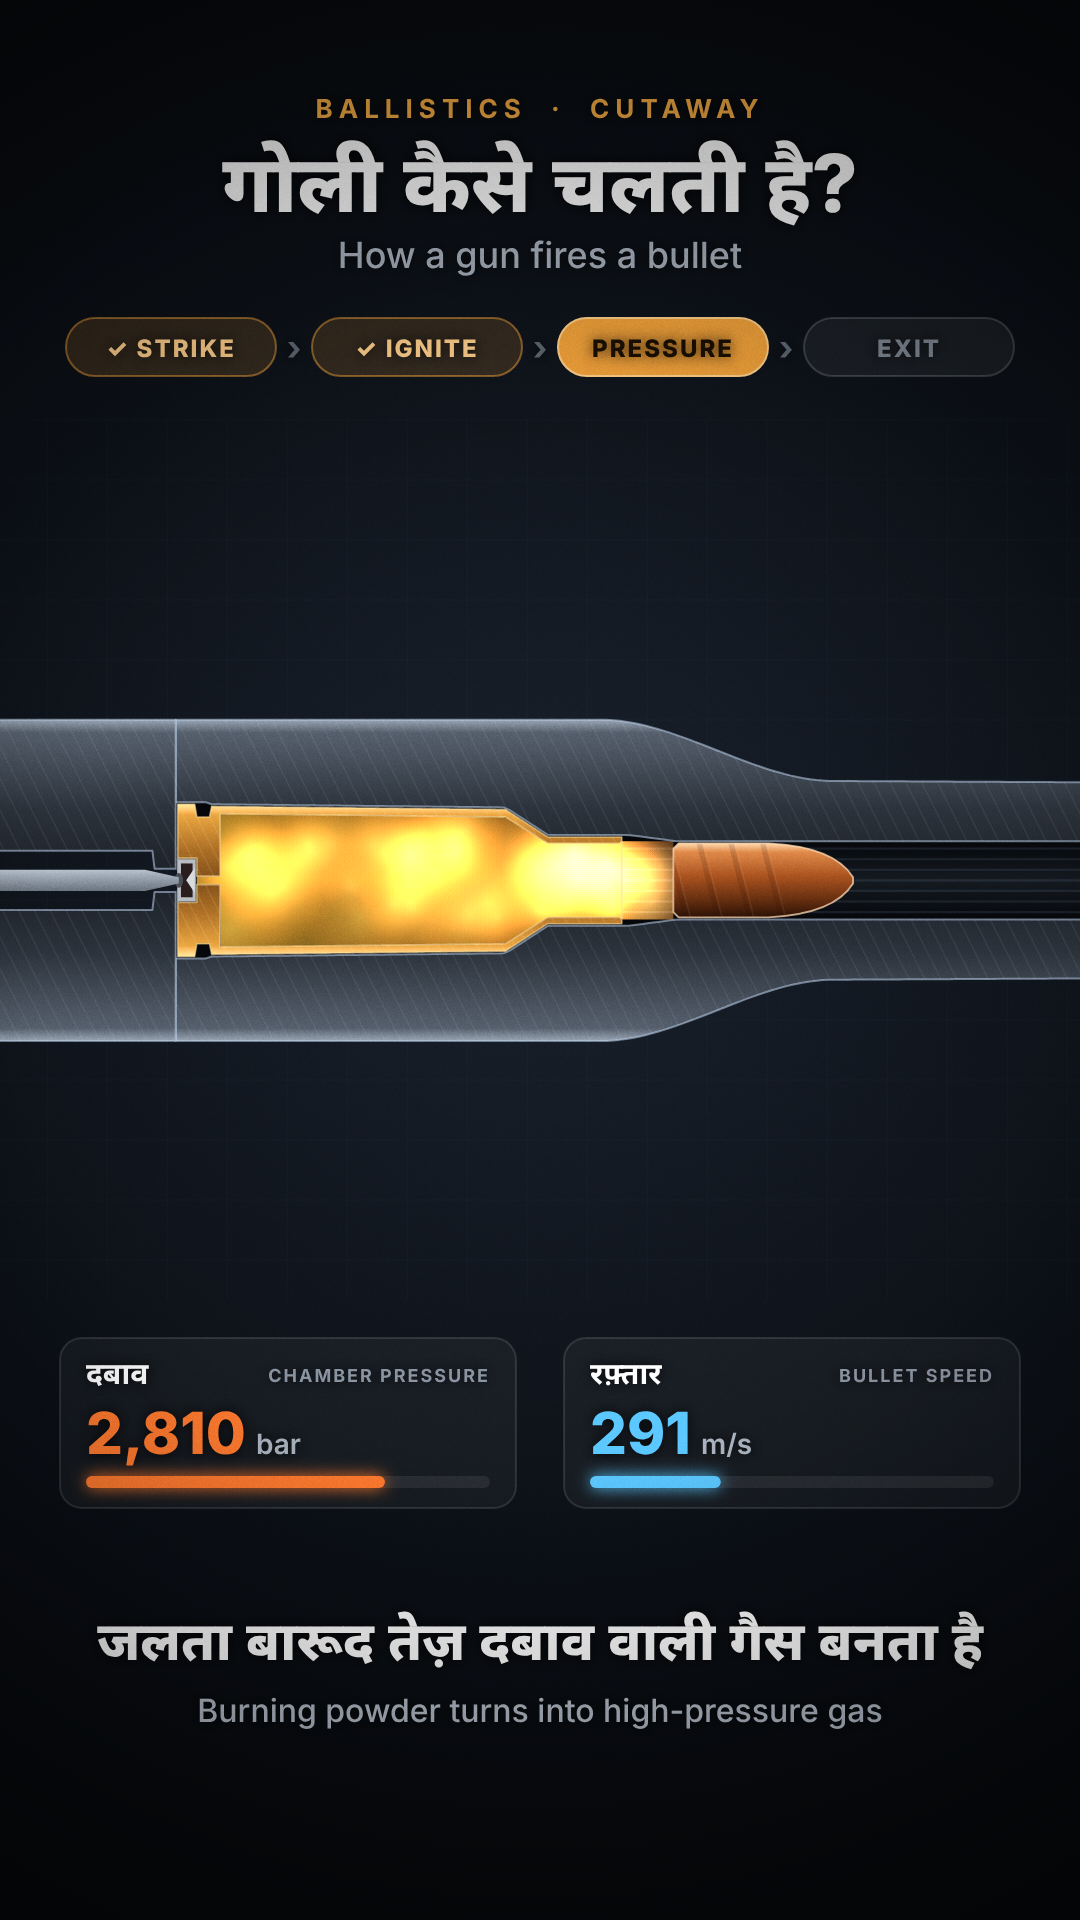 BALLISTICS · CUTAWAY
गोली कैसे चलती है?
How a gun fires a bullet
✓ STRIKE › ✓ IGNITE › PRESSURE › EXIT
दबाव CHAMBER PRESSURE
2,810 bar
रफ़्तार BULLET SPEED
291 m/s
जलता बारूद तेज़ दबाव वाली गैस बनता है
Burning powder turns into high-pressure gas